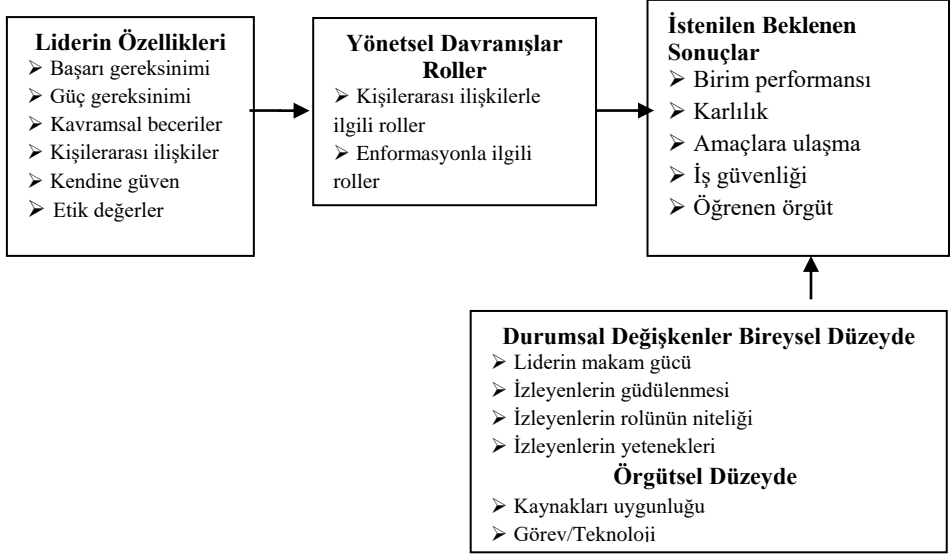 Liderin Özellikleri
➢ Başarı gereksinimi
➢ Güç gereksinimi
➢ Kavramsal beceriler
➢ Kişilerarası ilişkiler
➢ Kendine güven
➢ Etik değerler
Yönetsel Davranışlar
Roller
➢ Kişilerarası ilişkilerle
ilgili roller
➢ Enformasyonla ilgili
roller
İstenilen Beklenen
Sonuçlar
➢ Birim performansı
➢ Karlılık
➢ Amaçlara ulaşma
➢ İş güvenliği
➢ Öğrenen örgüt
Durumsal Değişkenler Bireysel Düzeyde
➢ Liderin makam gücü
➢ İzleyenlerin güdülenmesi
➢ İzleyenlerin rolünün niteliği
➢ İzleyenlerin yetenekleri
Örgütsel Düzeyde
➢ Kaynakları uygunluğu
➢ Görev/Teknoloji